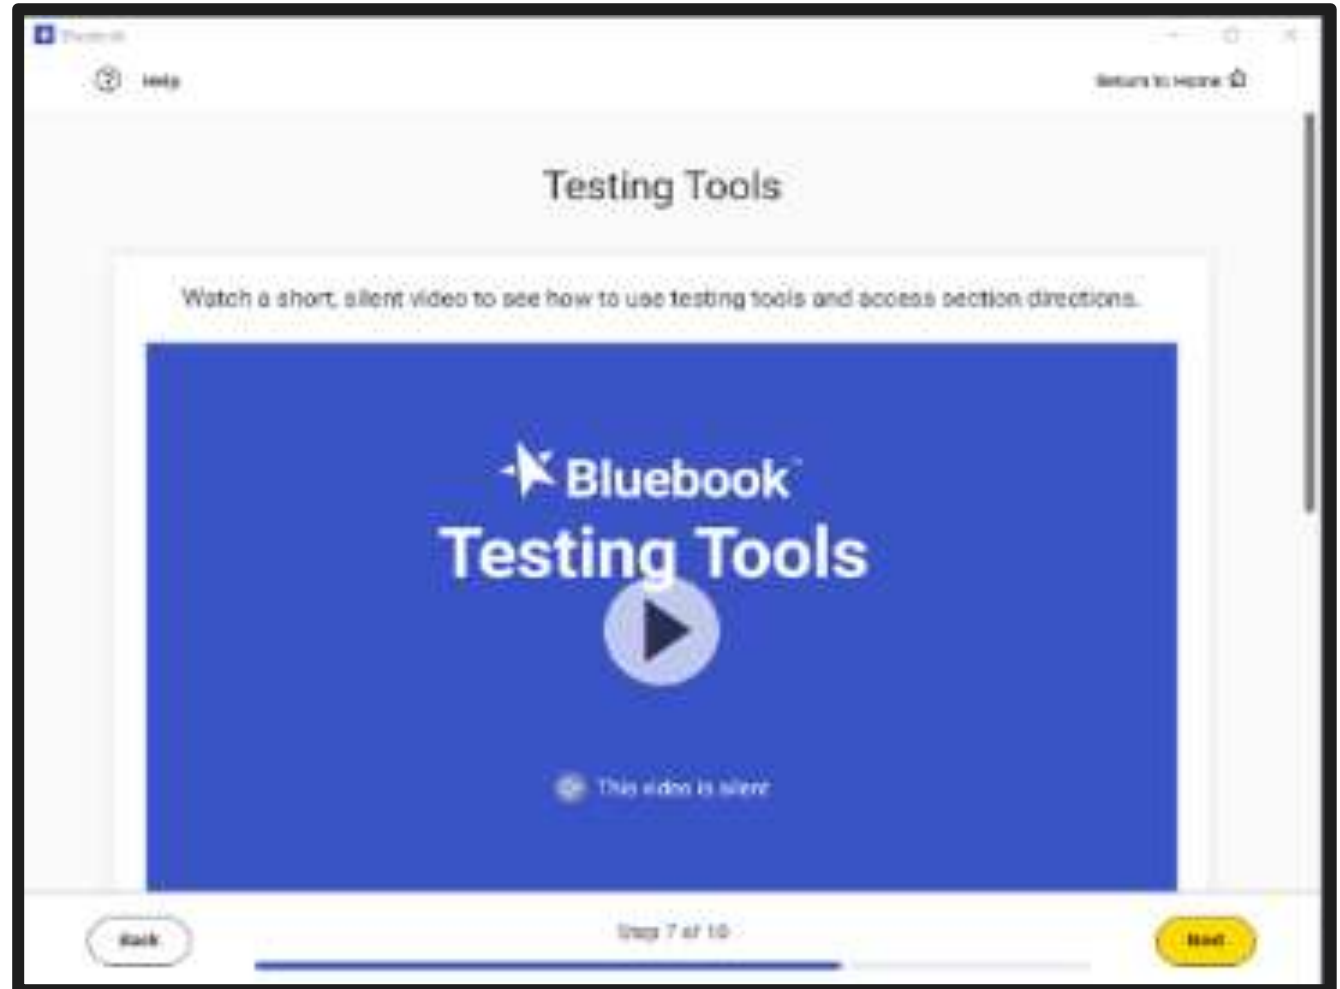 Bluebook
Help
Return to Home
Testing Tools
Watch a short, silent video to see how to use testing tools and access section directions.
Bluebook
Testing Tools
This video is silent
Back
Step 7 of 10
Next